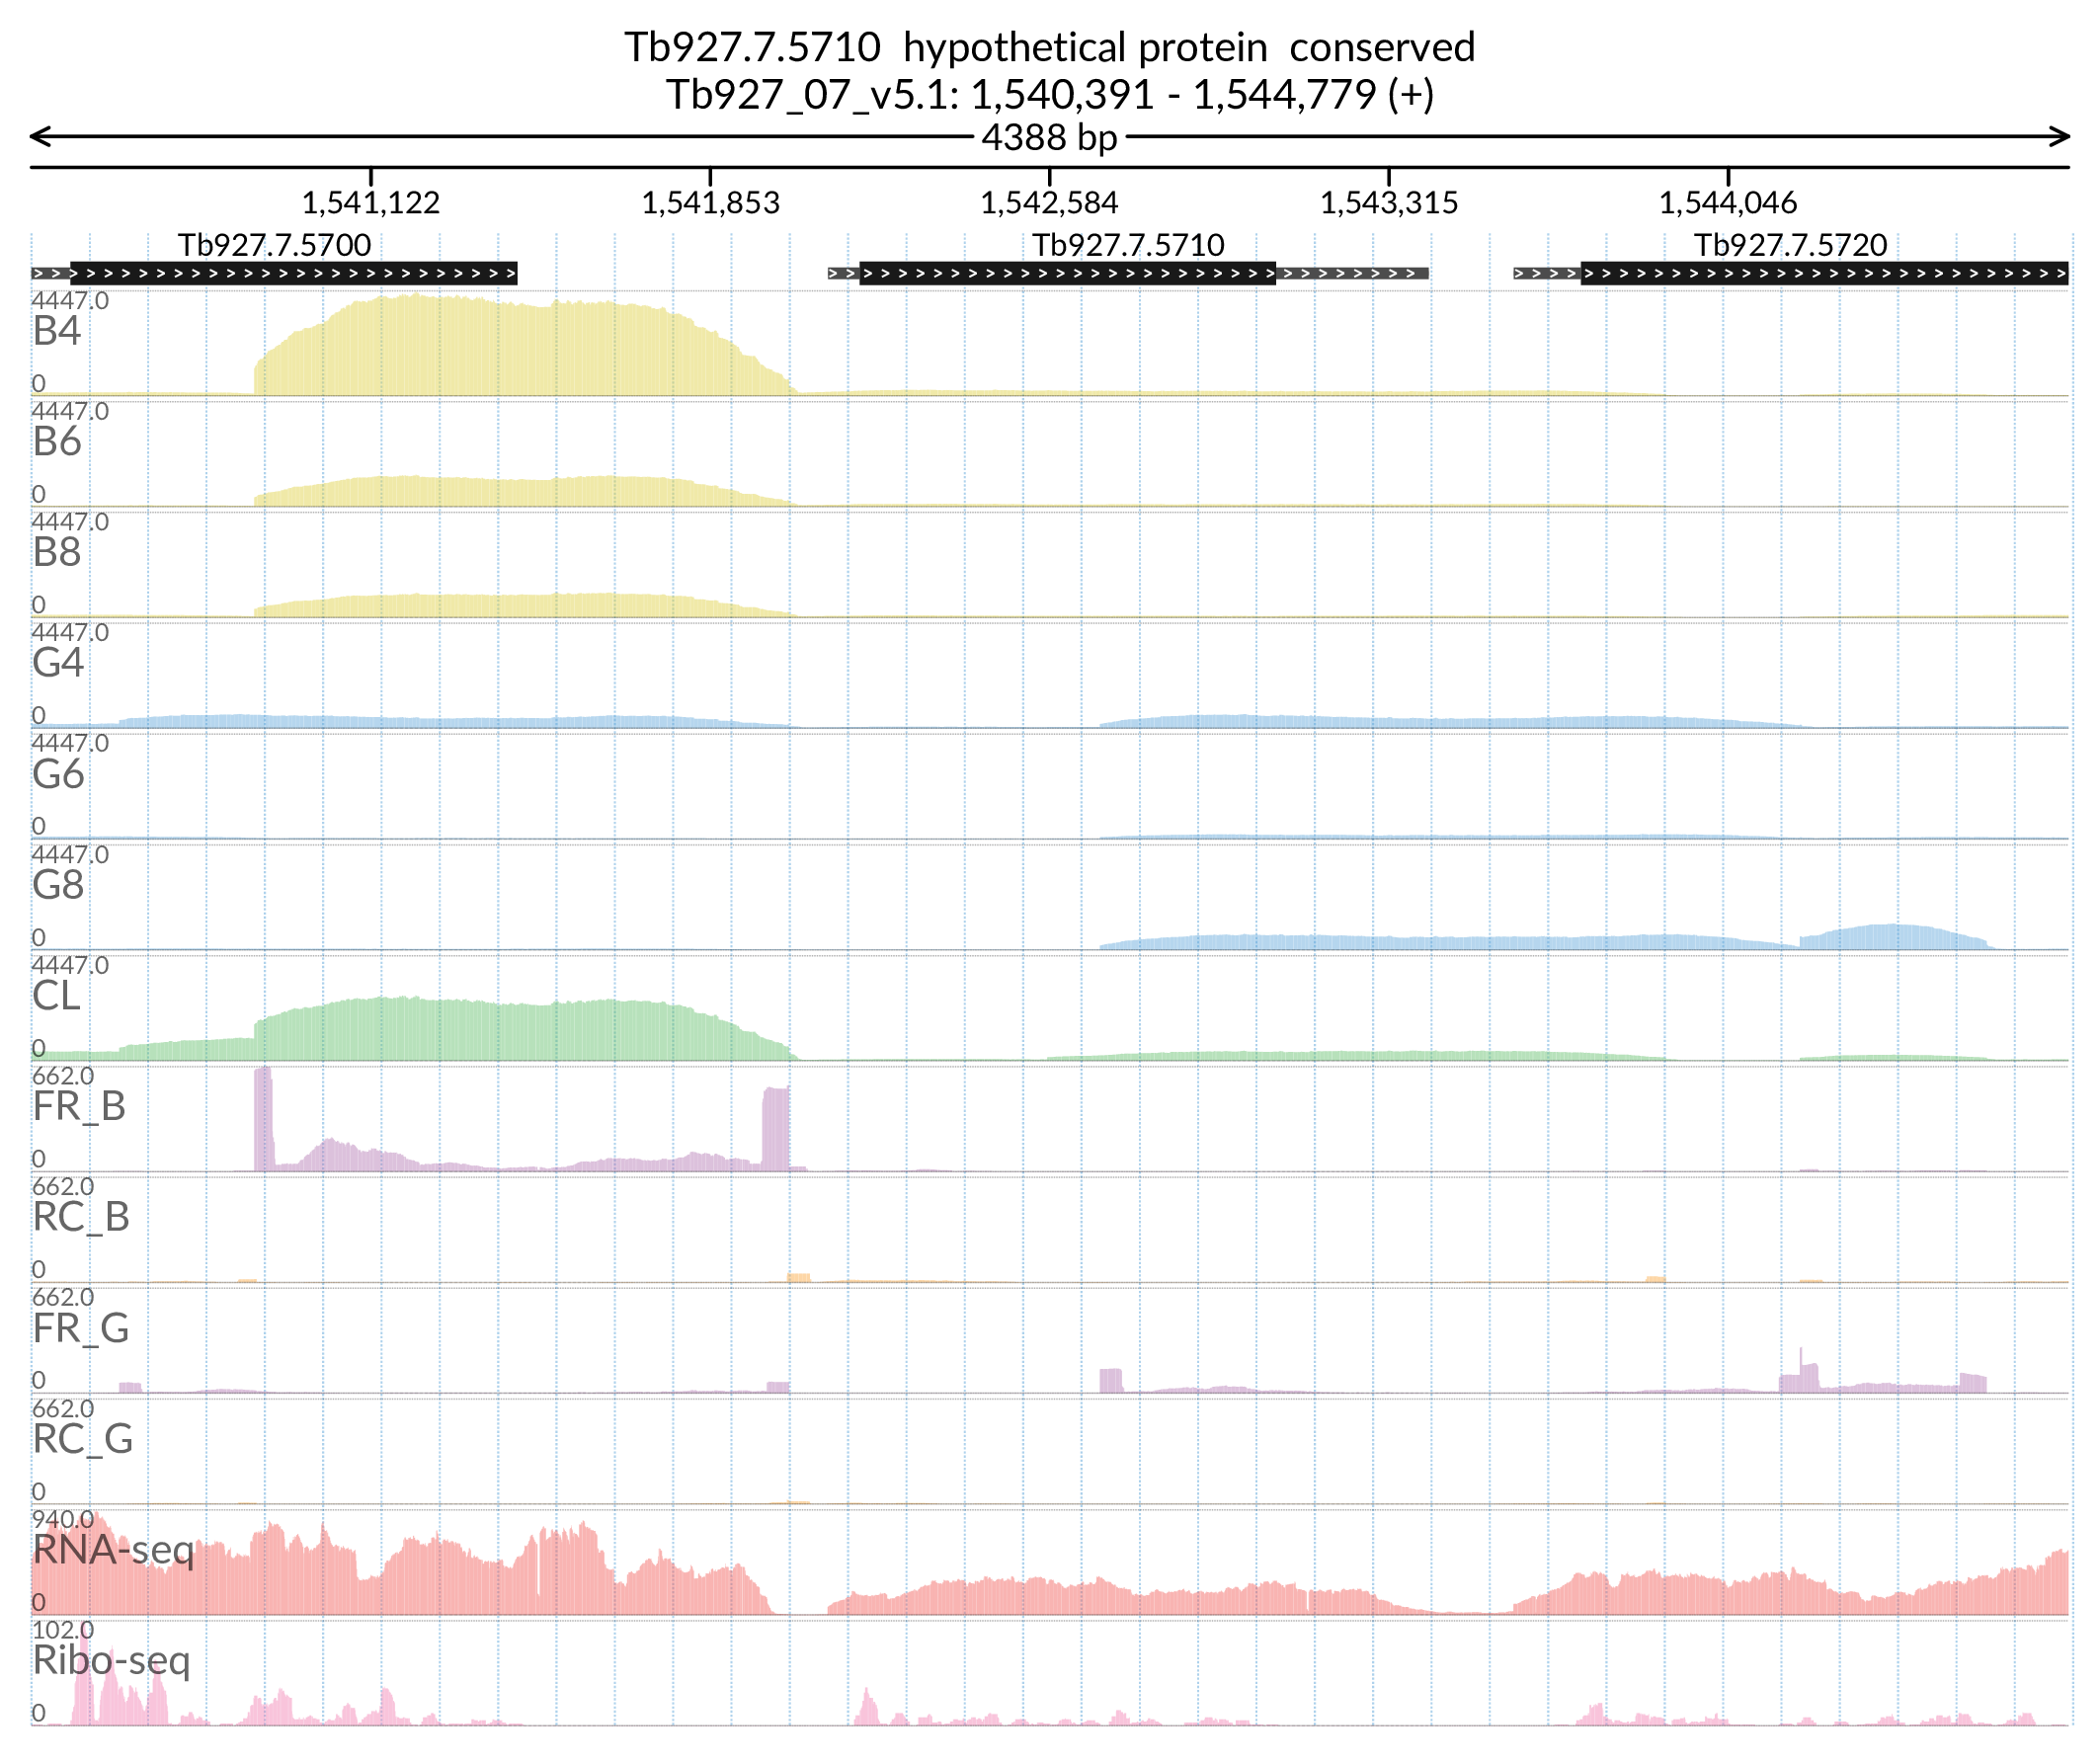 Tb927.7.5710  hypothetical protein  conserved
Tb927_07_v5.1: 1,540,391 - 1,544,779 (+)
4388 bp
1,541,122 1,541,853 1,542,584 1,543,315 1,544,046
Tb927.7.5700 Tb927.7.5710 Tb927.7.5720
4447.0
B4
0
4447.0
B6
0
4447.0
B8
0
4447.0
G4
0
4447.0
G6
0
4447.0
G8
0
4447.0
CL
0
662.0
FR_B
0
662.0
RC_B
0
662.0
FR_G
0
662.0
RC_G
0
940.0
RNA-seq
0
102.0
Ribo-seq
0